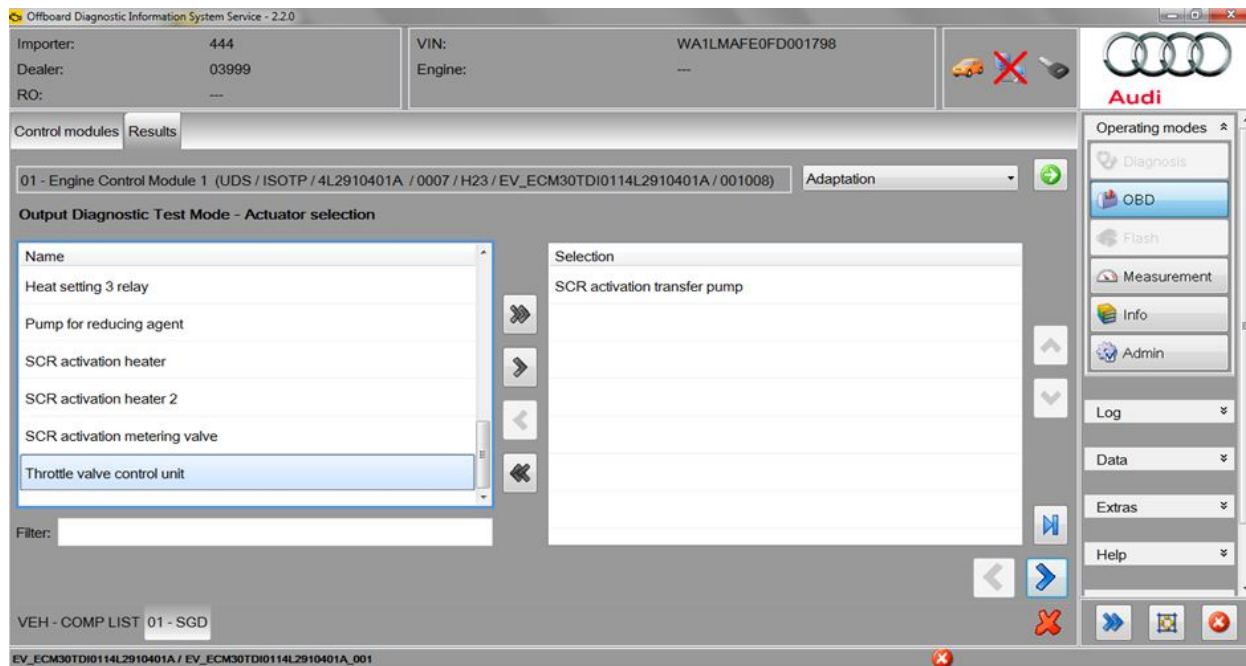 Offboard Diagnostic Information System Service - 2.2.0
Importer: 444
Dealer: 03999
RO: ---
VIN: WA1LMAFE0FD001798
Engine: ---
Audi
Control modules Results
01 - Engine Control Module 1 (UDS / ISOTP / 4L2910401A / 0007 / H23 / EV_ECM30TDI0114L2910401A / 001008) Adaptation
Output Diagnostic Test Mode - Actuator selection
Name
Heat setting 3 relay
Pump for reducing agent
SCR activation heater
SCR activation heater 2
SCR activation metering valve
Throttle valve control unit
Filter:
Selection
SCR activation transfer pump
Operating modes
Diagnosis
OBD
Flash
Measurement
Info
Admin
Log
Data
Extras
Help
VEH - COMP LIST 01 - SGD
EV_ECM30TDI0114L2910401A / EV_ECM30TDI0114L2910401A_001